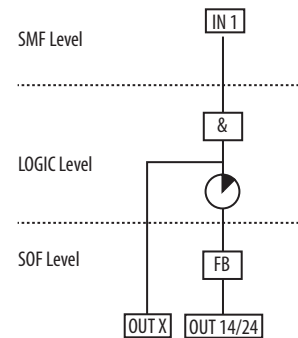 IN 1
SMF Level
&
LOGIC Level
SOF Level
FB
OUT X
OUT 14/24